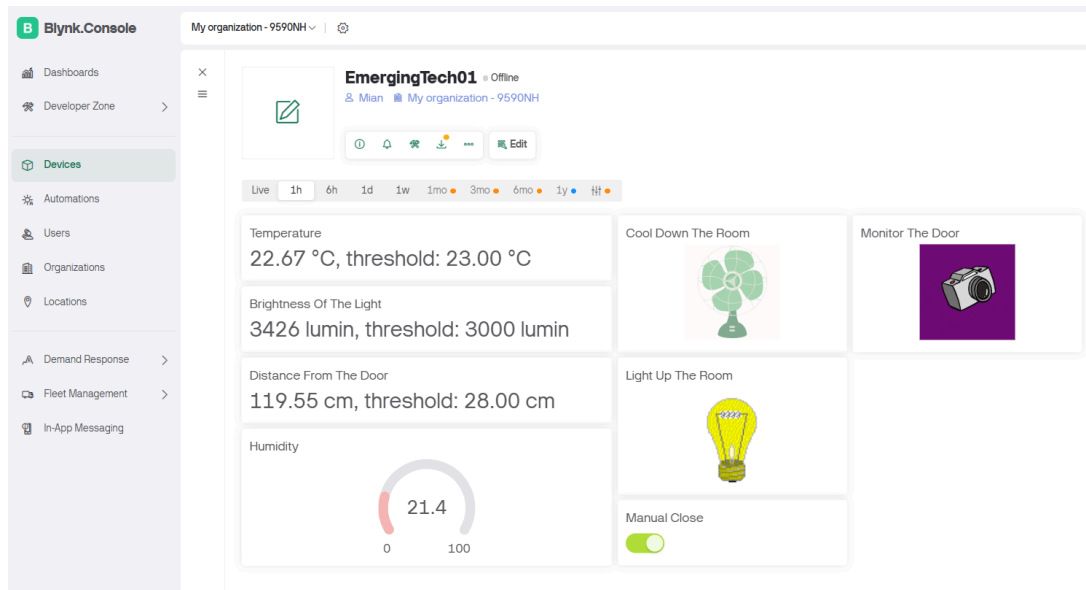 B Blynk.Console
My organization - 9590NH
Dashboards
Developer Zone
Devices
Automations
Users
Organizations
Locations
Demand Response
Fleet Management
In-App Messaging
EmergingTech01 Offline
Mian My organization - 9590NH
Edit
Live 1h 6h 1d 1w 1mo 3mo 6mo 1y
Temperature
22.67 °C, threshold: 23.00 °C
Brightness Of The Light
3426 lumin, threshold: 3000 lumin
Distance From The Door
119.55 cm, threshold: 28.00 cm
Humidity
21.4
0 100
Cool Down The Room
Light Up The Room
Manual Close
Monitor The Door